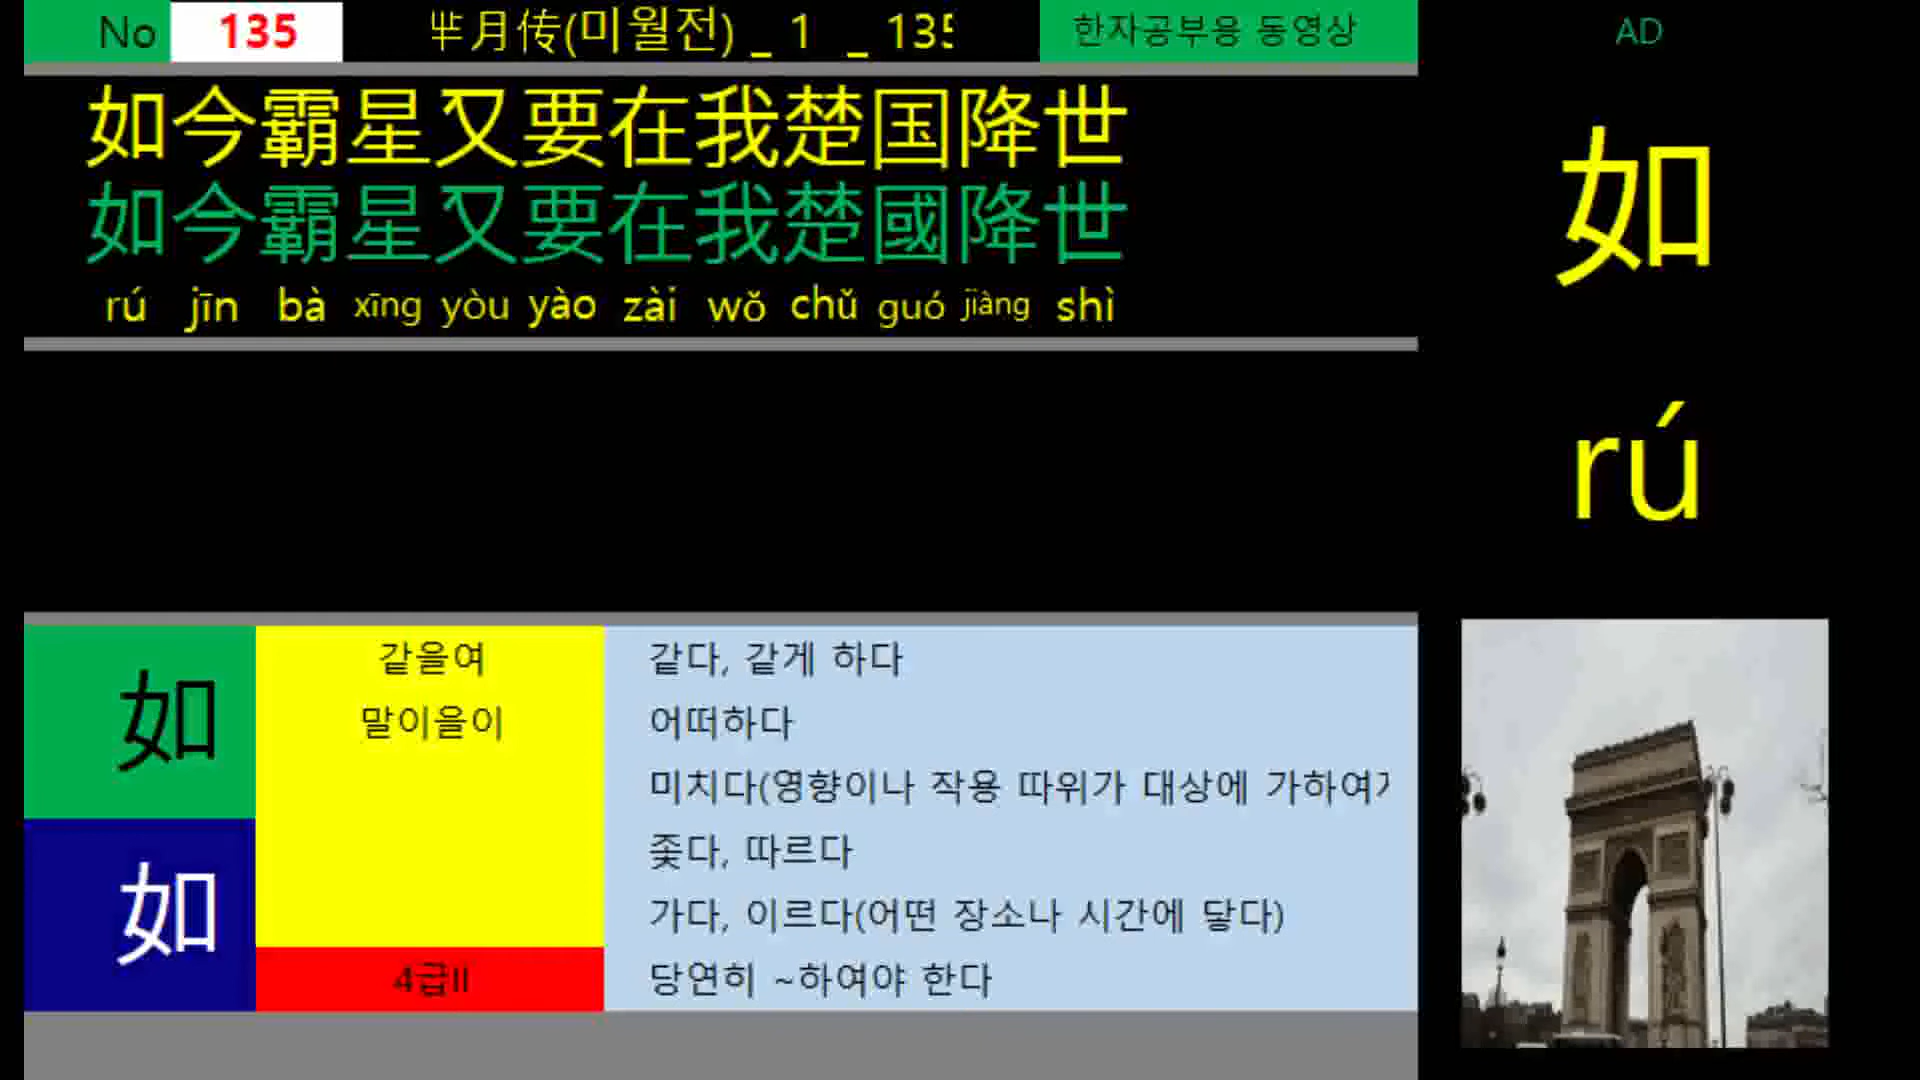 No 135 芈月传(미월전) _ 1 _ 135 한자공부용 동영상 AD
如今霸星又要在我楚国降世
如今霸星又要在我楚國降世
rú jīn bà xīng yòu yào zài wǒ chǔ guó jiàng shì
如
rú
如
如
같을여
말이을이
4급II
같다, 같게 하다
어떠하다
미치다(영향이나 작용 따위가 대상에 가하여
좇다, 따르다
가다, 이르다(어떤 장소나 시간에 닿다)
당연히 ~하여야 한다